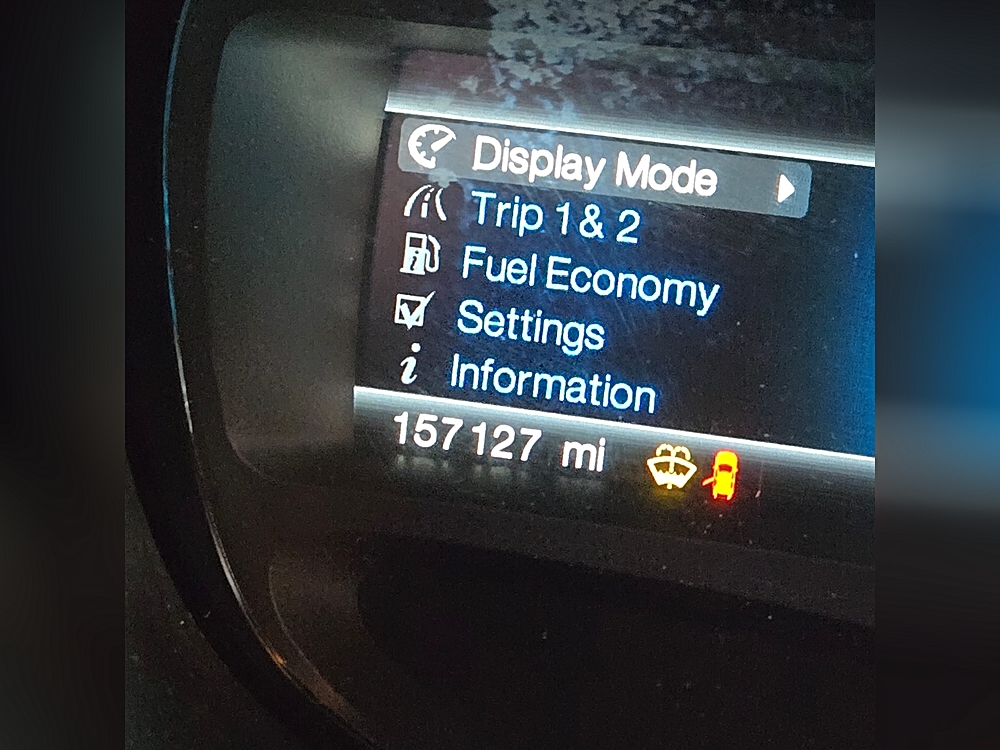 Display Mode
Trip 1 & 2
Fuel Economy
Settings
Information
157127 mi